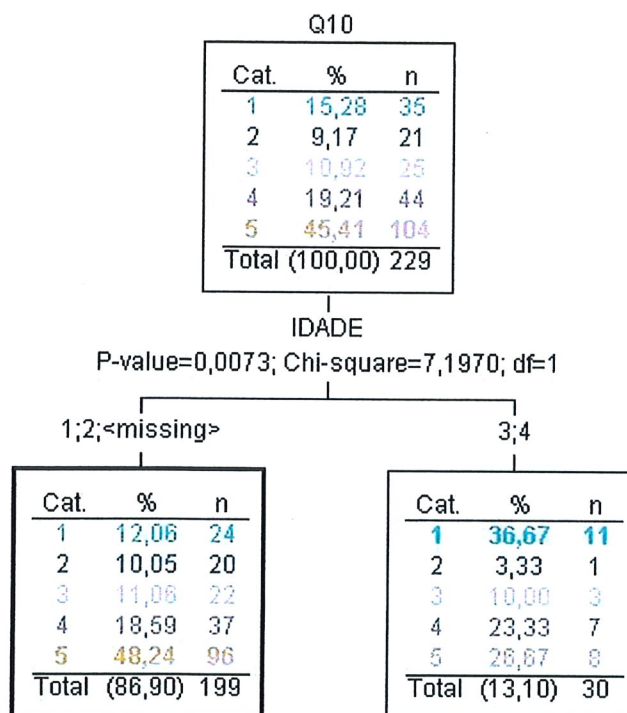 Q10
Cat. % n
1 15,28 35
2 9,17 21
3 10,92 25
4 19,21 44
5 45,41 104
Total (100,00) 229
IDADE
P-value=0,0073; Chi-square=7,1970; df=1
1;2;<missing>
Cat. % n
1 12,06 24
2 10,05 20
3 11,06 22
4 18,59 37
5 48,24 96
Total (86,90) 199
3;4
Cat. % n
1 36,67 11
2 3,33 1
3 10,00 3
4 23,33 7
5 26,67 8
Total (13,10) 30